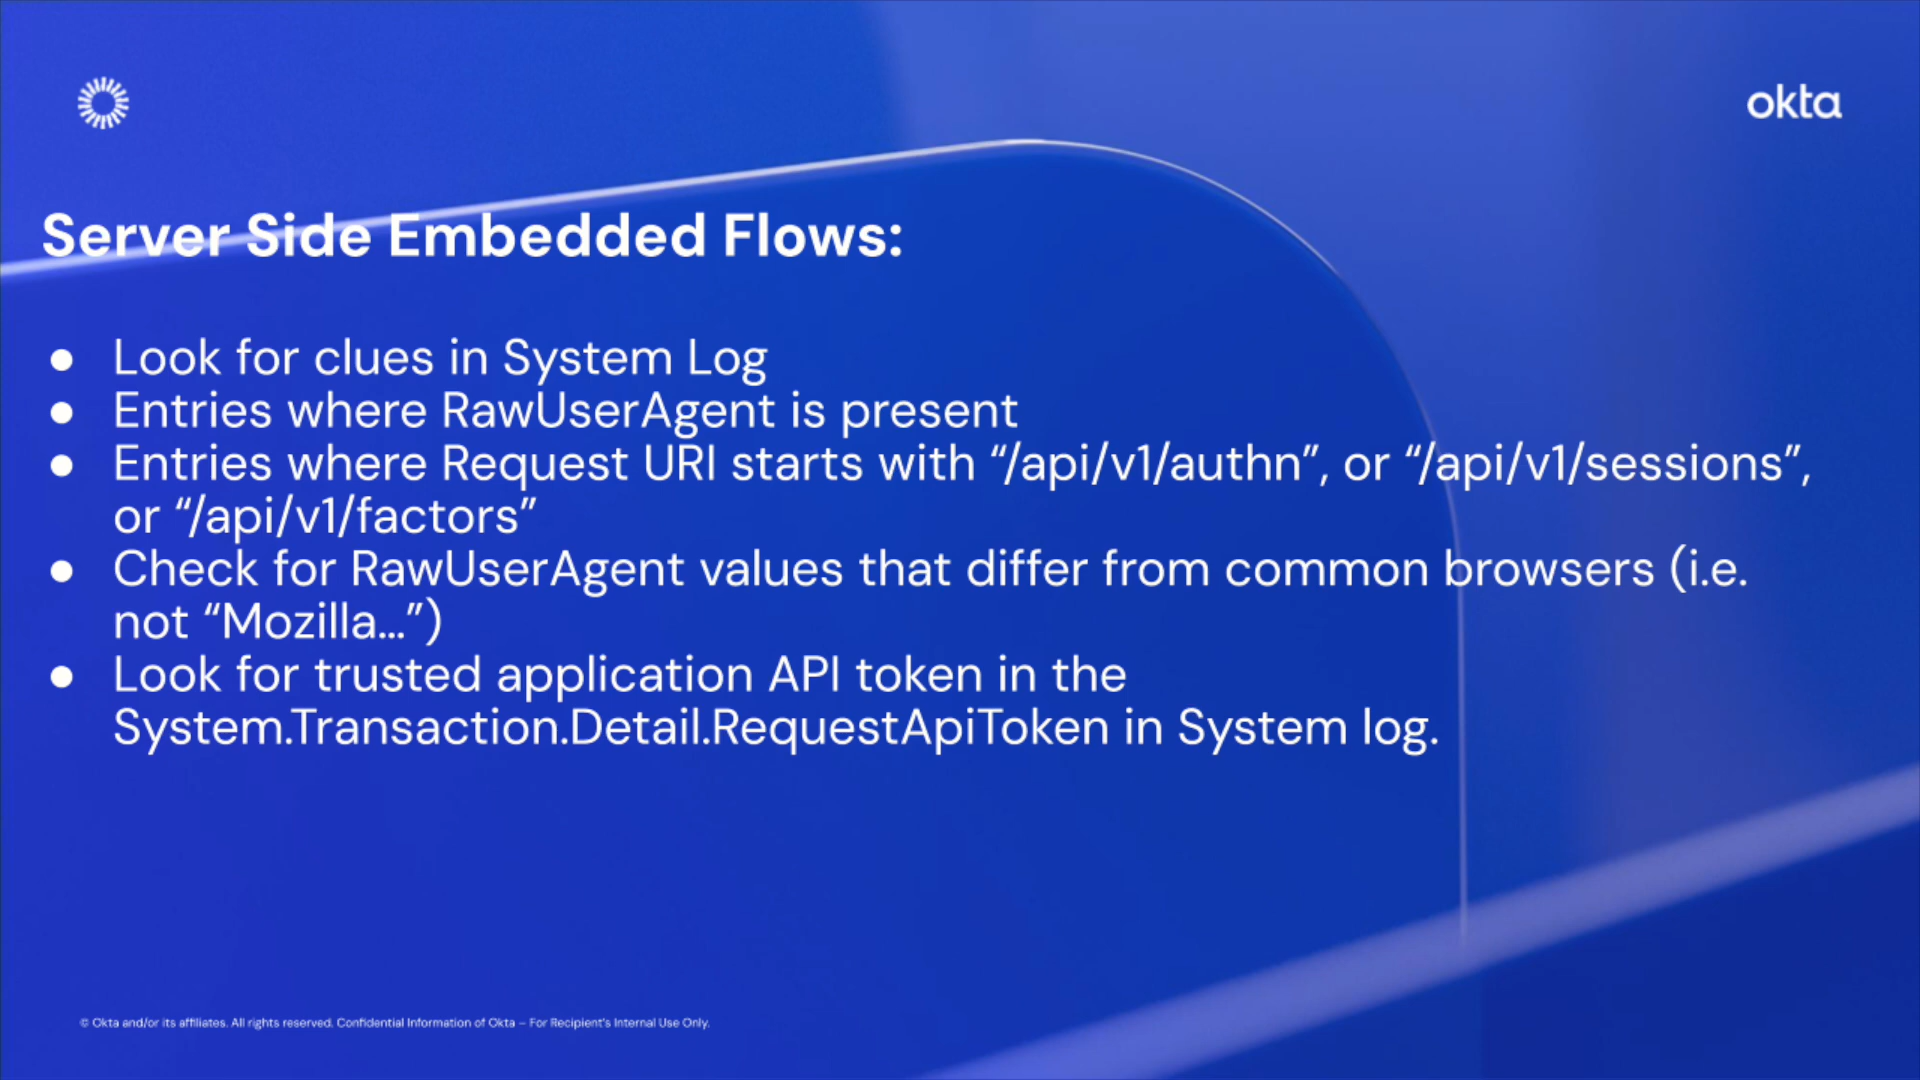 okta
Server Side Embedded Flows:
● Look for clues in System Log
● Entries where RawUserAgent is present
● Entries where Request URI starts with “/api/v1/authn”, or “/api/v1/sessions”,
or “/api/v1/factors”
● Check for RawUserAgent values that differ from common browsers (i.e.
not “Mozilla…”)
● Look for trusted application API token in the
System.Transaction.Detail.RequestApiToken in System log.
© Okta and/or its affiliates. All rights reserved. Confidential Information of Okta – For Recipient's Internal Use Only.